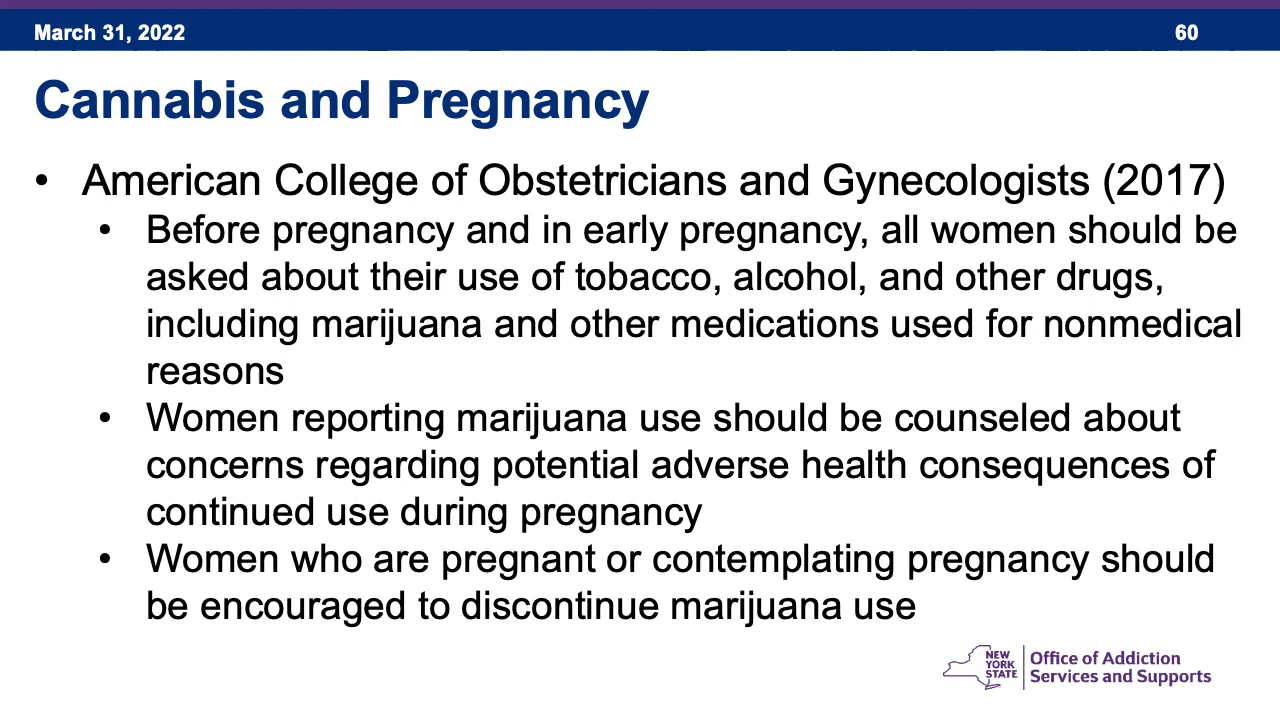 March 31, 2022
60
Cannabis and Pregnancy
• American College of Obstetricians and Gynecologists (2017)
• Before pregnancy and in early pregnancy, all women should be
asked about their use of tobacco, alcohol, and other drugs,
including marijuana and other medications used for nonmedical
reasons
• Women reporting marijuana use should be counseled about
concerns regarding potential adverse health consequences of
continued use during pregnancy
• Women who are pregnant or contemplating pregnancy should
be encouraged to discontinue marijuana use
NEW
YORK
STATE
Office of Addiction
Services and Supports